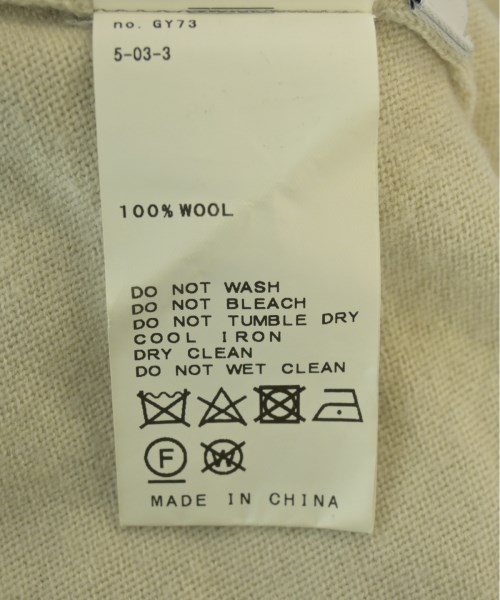 no. GY73
5-03-3
100% WOOL
DO NOT WASH
DO NOT BLEACH
DO NOT TUMBLE DRY
COOL IRON
DRY CLEAN
DO NOT WET CLEAN
F W
MADE IN CHINA